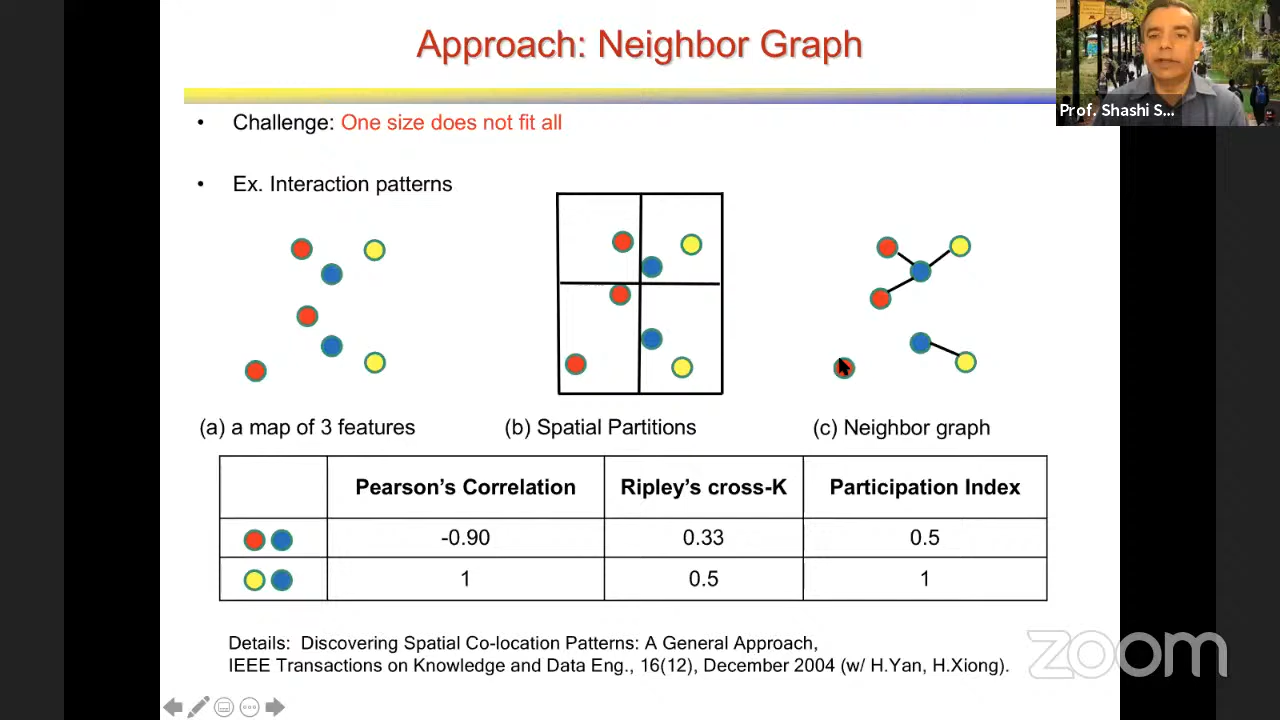 Approach: Neighbor Graph
Prof. Shashi S...
• Challenge: One size does not fit all
• Ex. Interaction patterns
(a) a map of 3 features
(b) Spatial Partitions
(c) Neighbor graph
Pearson's Correlation Ripley's cross-K Participation Index
-0.90 0.33 0.5
1 0.5 1
Details: Discovering Spatial Co-location Patterns: A General Approach,
IEEE Transactions on Knowledge and Data Eng., 16(12), December 2004 (w/ H.Yan, H.Xiong).
zoom